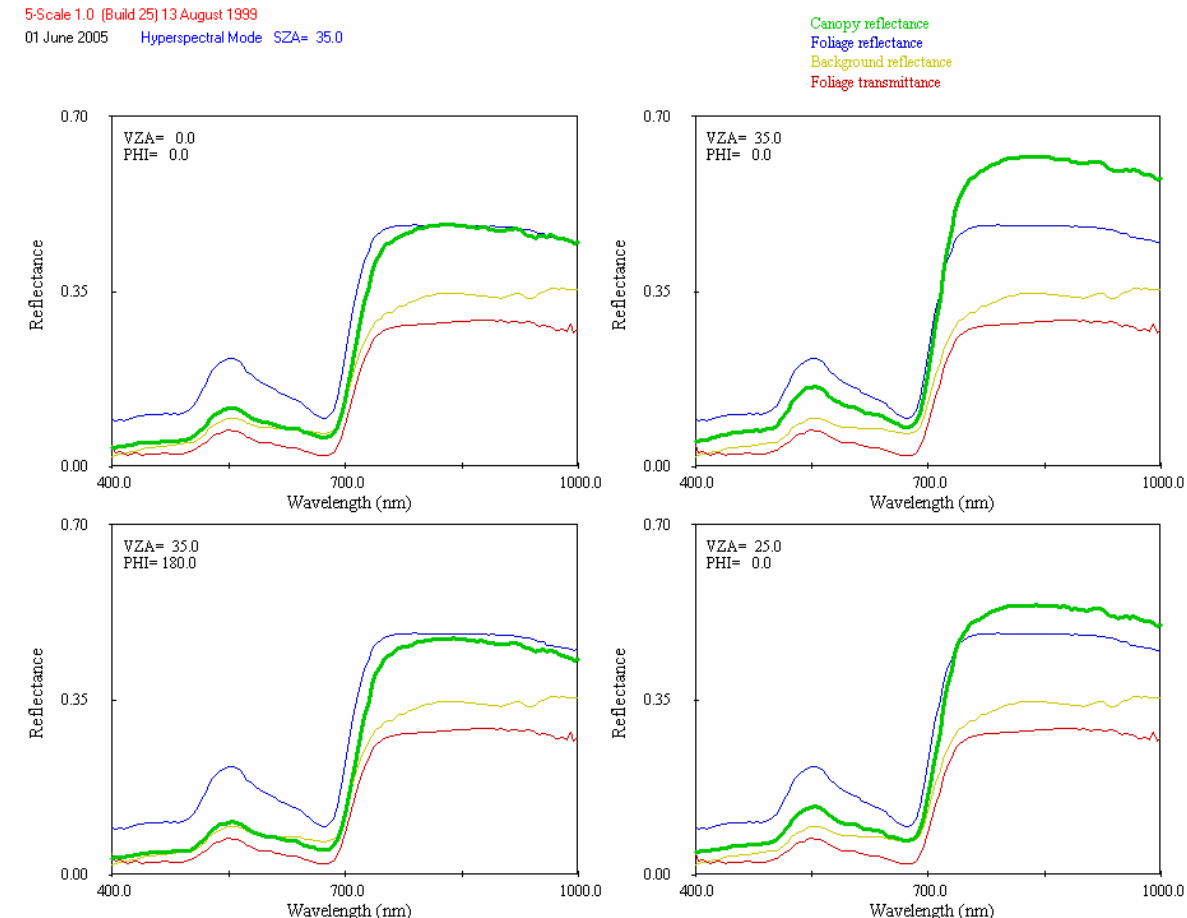 5-Scale 1.0 (Build 25) 13 August 1999
01 June 2005 Hyperspectral Mode SZA= 35.0
Canopy reflectance
Foliage reflectance
Background reflectance
Foliage transmittance
0.70
VZA= 0.0
PHI= 0.0
Reflectance
0.35
0.00
400.0 700.0 1000.0
Wavelength (nm)
0.70
VZA= 35.0
PHI= 0.0
Reflectance
0.35
0.00
400.0 700.0 1000.0
Wavelength (nm)
0.70
VZA= 35.0
PHI= 180.0
Reflectance
0.35
0.00
400.0 700.0 1000.0
Wavelength (nm)
0.70
VZA= 25.0
PHI= 0.0
Reflectance
0.35
0.00
400.0 700.0 1000.0
Wavelength (nm)